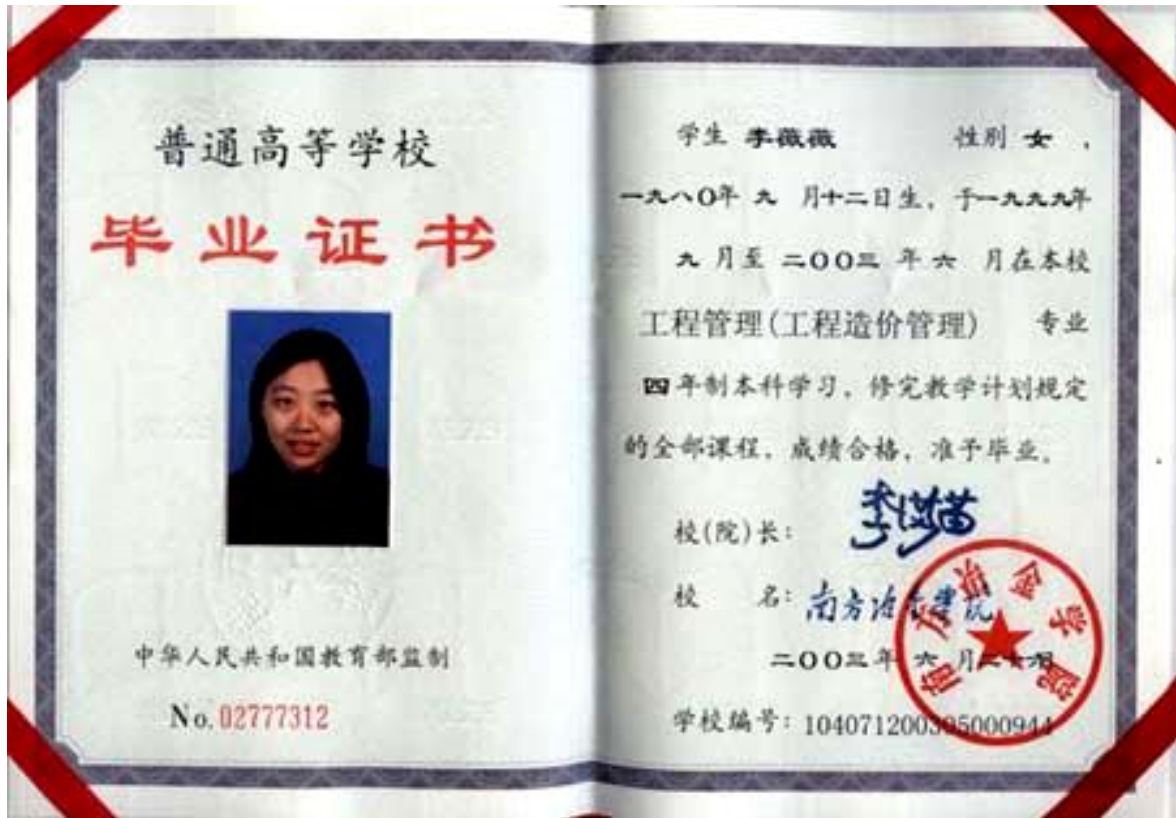 普通高等学校
毕业证书
中华人民共和国教育部监制
No.02777312
学生 李薇薇 性别 女，
一九八〇年 九 月十二日生，于一九九九年
九 月至 二〇〇三 年 六 月在本校
工程管理(工程造价管理) 专业
四年制本科学习，修完教学计划规定
的全部课程，成绩合格，准予毕业。
校(院)长：
校 名：南方冶金学院
南方冶金学院
二〇〇三年 六 月
学校编号：104071200305000944